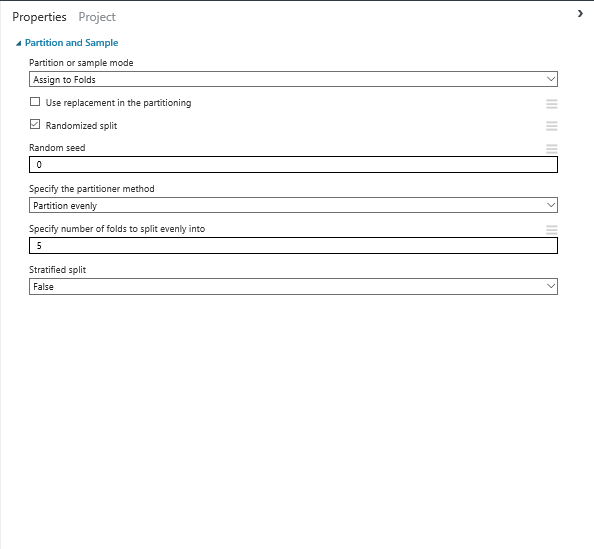 Properties Project
Partition and Sample
Partition or sample mode
Assign to Folds
Use replacement in the partitioning
Randomized split
Random seed
0
Specify the partitioner method
Partition evenly
Specify number of folds to split evenly into
5
Stratified split
False